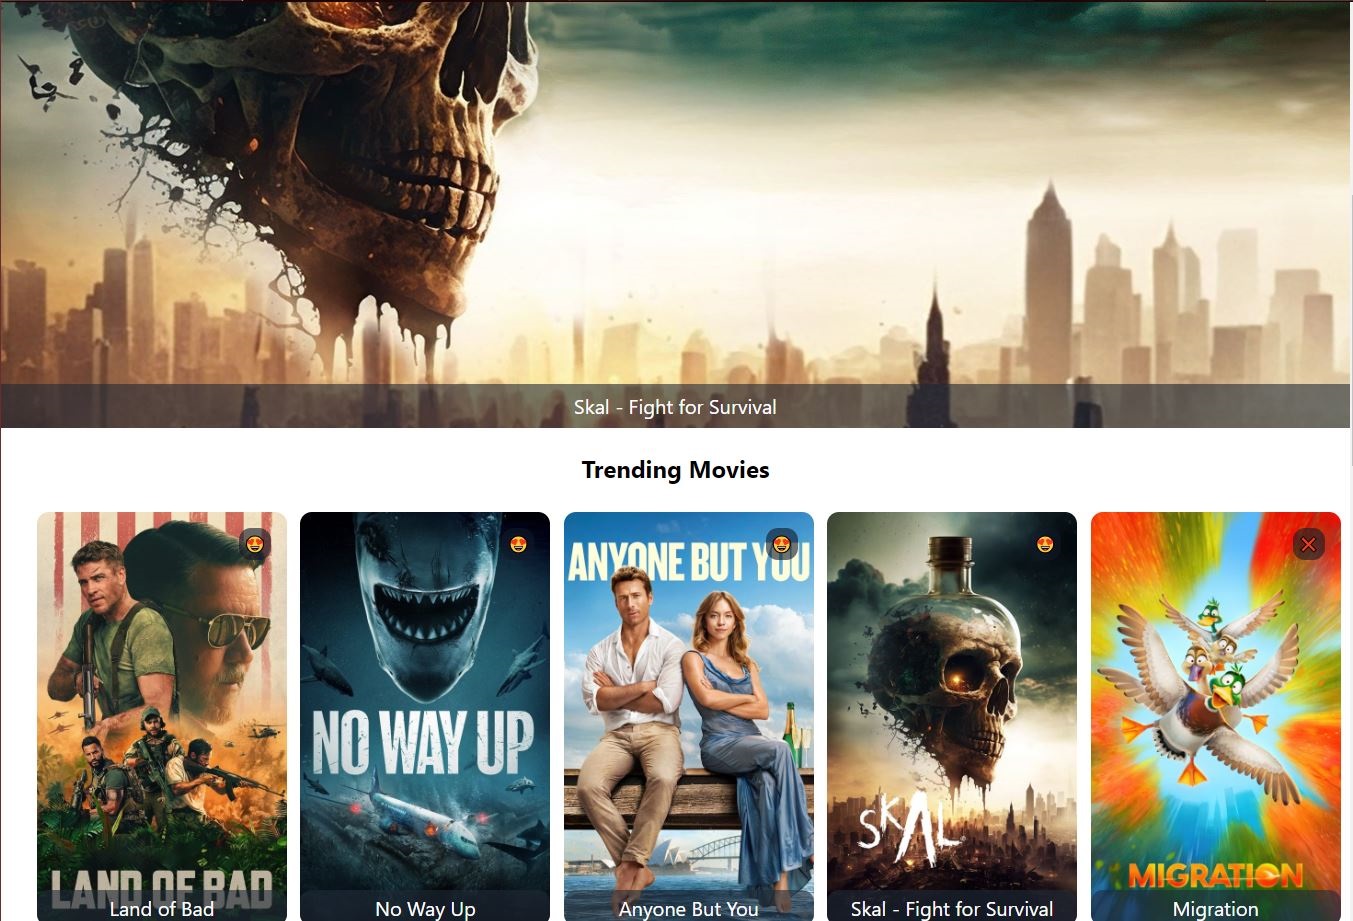 Skal - Fight for Survival
Trending Movies
LAND OF BAD
Land of Bad
NO WAY UP
No Way Up
ANYONE BUT YOU
Anyone But You
SKAL
Skal - Fight for Survival
MIGRATION
Migration